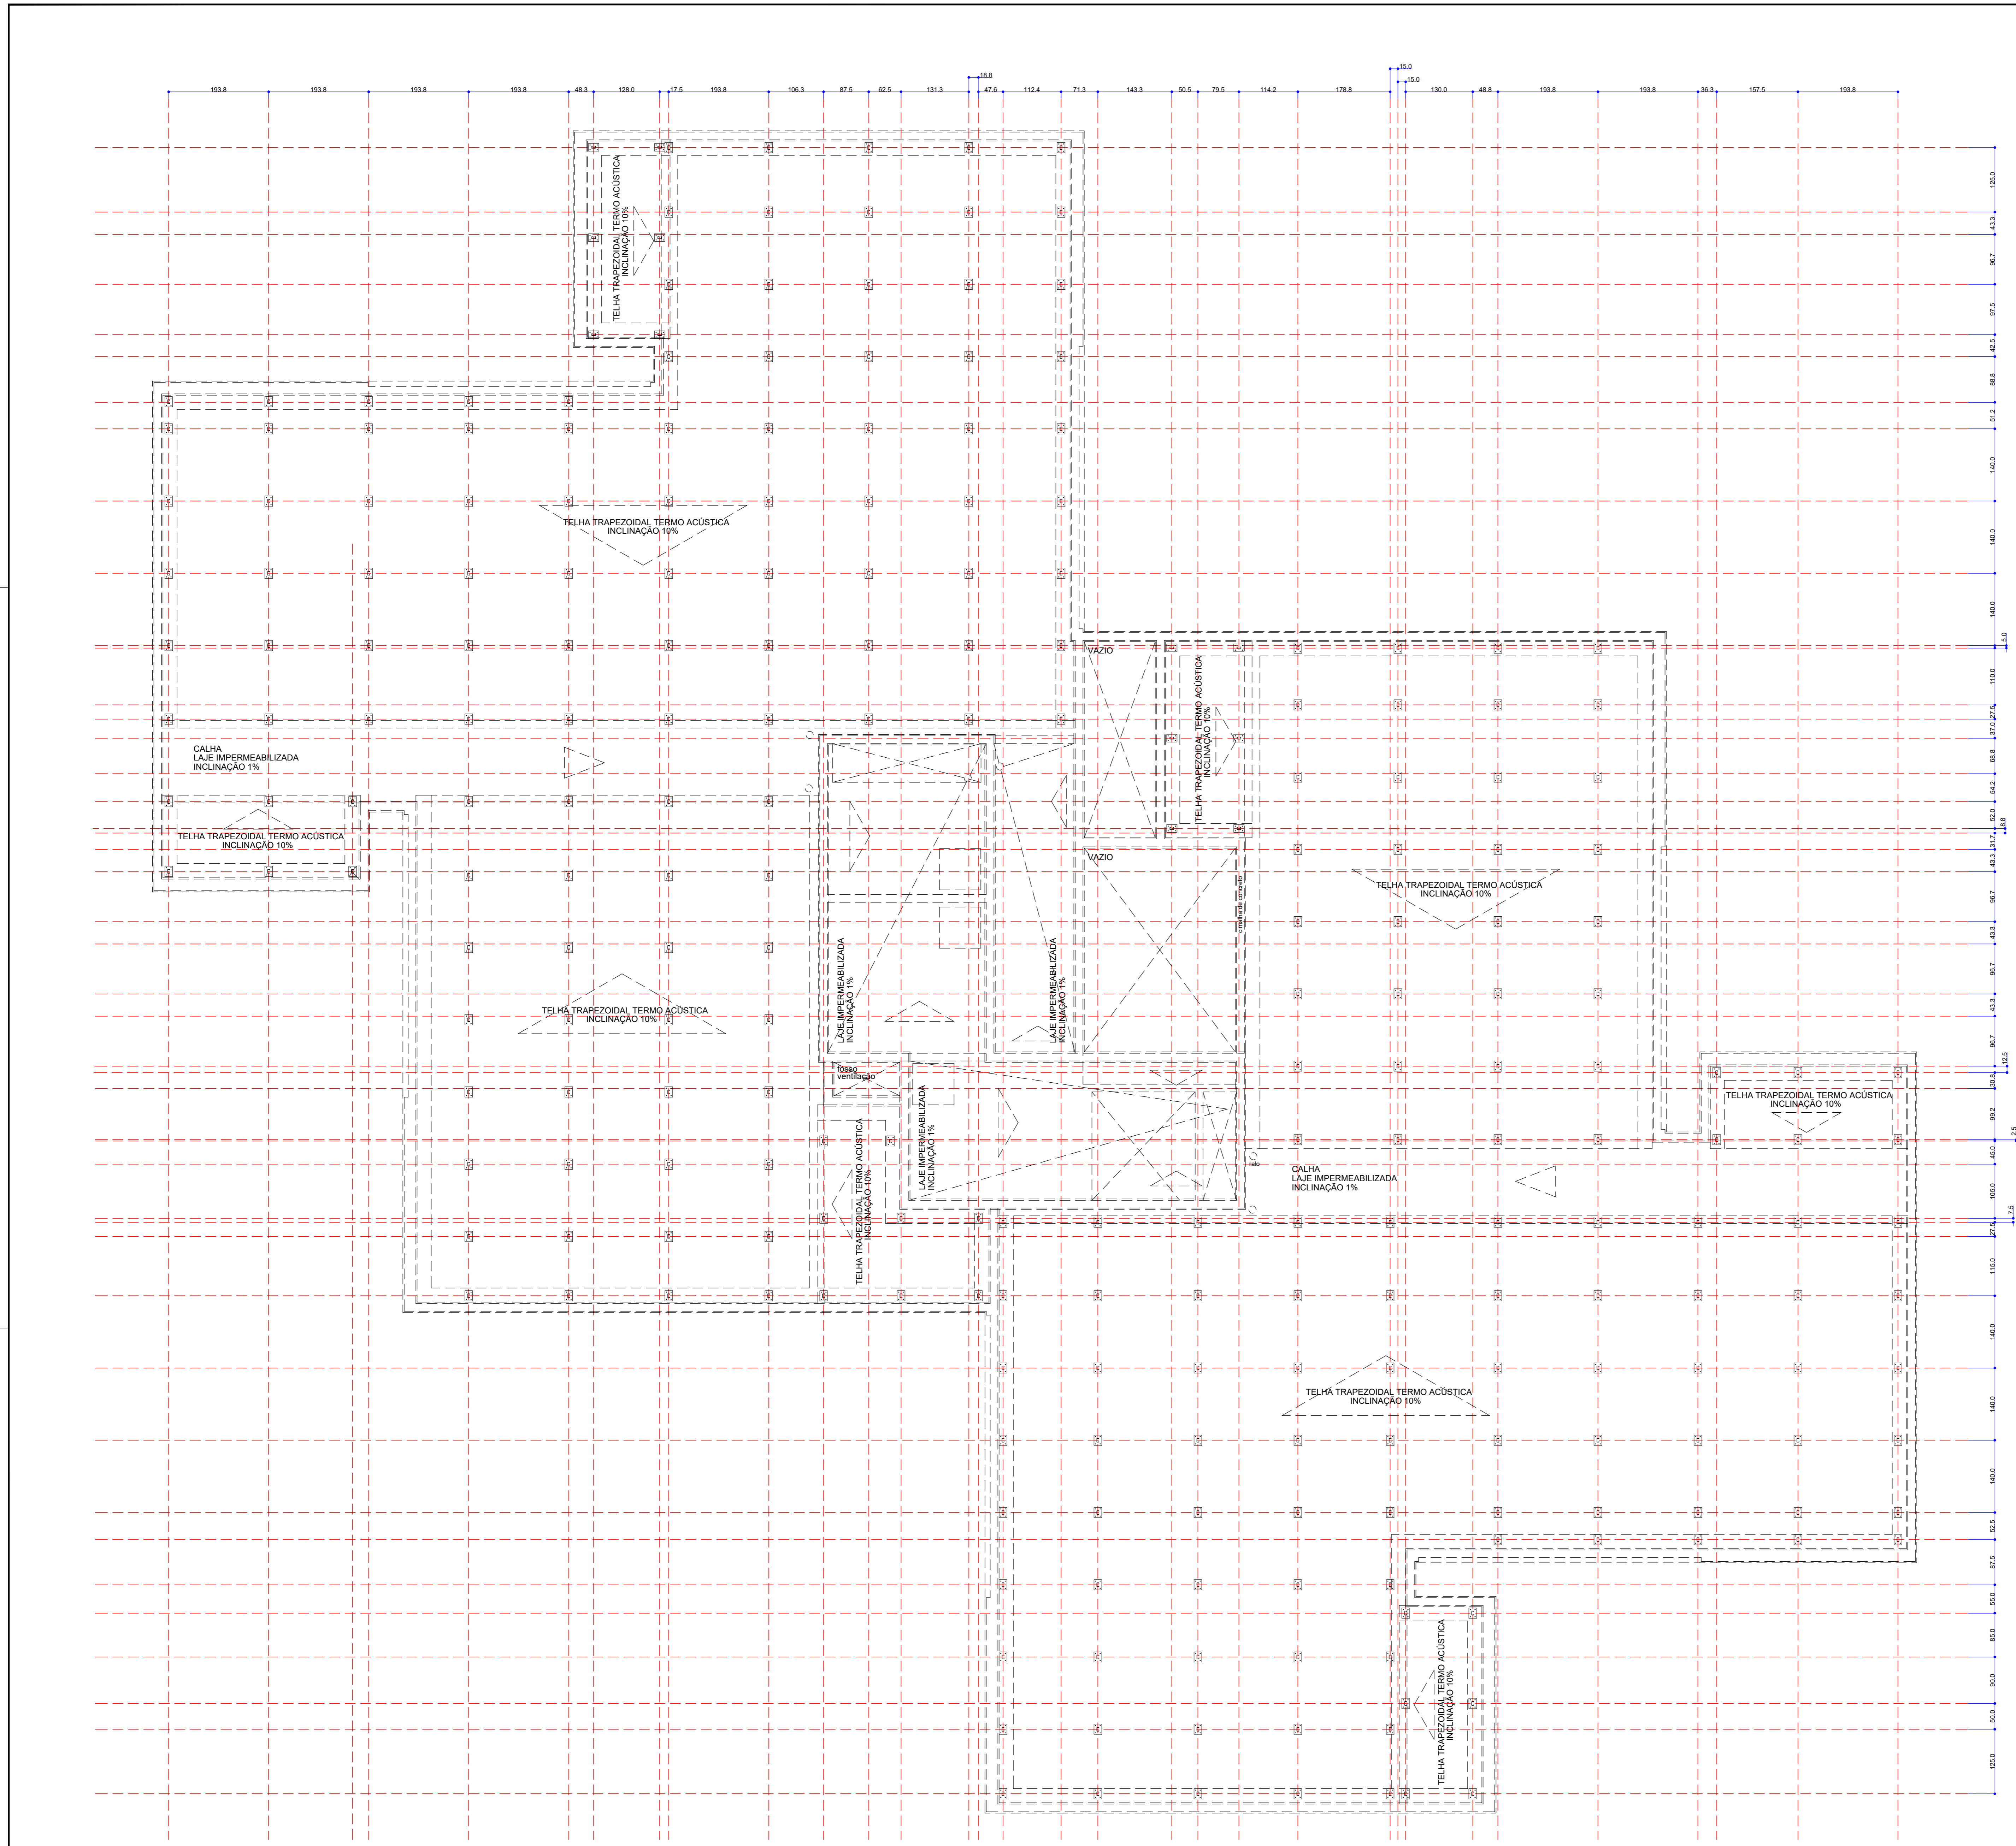 15.0
18.8
15.0
193.8
193.8
193.8
193.8
48.3
128.0
17.5
193.8
106.3
87.5
62.5
131.3
47.6
112.4
71.3
143.3
50.5
79.5
114.2
178.8
130.0
48.8
193.8
193.8
36.3
157.5
193.8
125.0
43.3
96.7
97.5
42.5
88.8
51.2
140.0
140.0
140.0
5.0
110.0
27.5
37.0
68.8
54.2
52.0
8.8
31.7
43.3
96.7
43.3
96.7
43.3
96.7
12.5
30.8
99.2
2.5
45.0
105.0
7.5
27.5
115.0
140.0
140.0
140.0
52.5
87.5
55.0
85.0
90.0
50.0
125.0
TELHA TRAPEZOIDAL TERMO ACÚSTICA
INCLINAÇÃO 10%
TELHA TRAPEZOIDAL TERMO ACÚSTICA
INCLINAÇÃO 10%
VAZIO
TELHA TRAPEZOIDAL TERMO ACÚSTICA
INCLINAÇÃO 10%
CALHA
LAJE IMPERMEABILIZADA
INCLINAÇÃO 1%
TELHA TRAPEZOIDAL TERMO ACÚSTICA
INCLINAÇÃO 10%
VAZIO
TELHA TRAPEZOIDAL TERMO ACÚSTICA
INCLINAÇÃO 10%
LAJE IMPERMEABILIZADA
INCLINAÇÃO 1%
LAJE IMPERMEABILIZADA
INCLINAÇÃO 1%
TELHA TRAPEZOIDAL TERMO ACÚSTICA
INCLINAÇÃO 10%
fosso
ventilação
LAJE IMPERMEABILIZADA
INCLINAÇÃO 1%
TELHA TRAPEZOIDAL TERMO ACÚSTICA
INCLINAÇÃO 10%
TELHA TRAPEZOIDAL TERMO ACÚSTICA
INCLINAÇÃO 10%
ralo
CALHA
LAJE IMPERMEABILIZADA
INCLINAÇÃO 1%
TELHA TRAPEZOIDAL TERMO ACÚSTICA
INCLINAÇÃO 10%
TELHA TRAPEZOIDAL TERMO ACÚSTICA
INCLINAÇÃO 10%